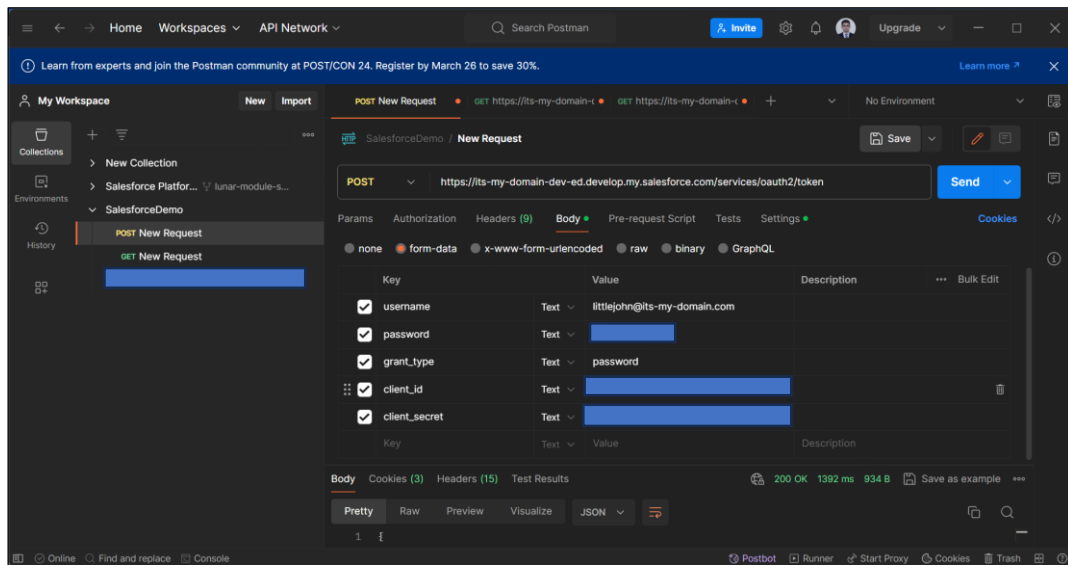 Home Workspaces API Network Search Postman Invite Upgrade
Learn from experts and join the Postman community at POST/CON 24. Register by March 26 to save 30%. Learn more
My Workspace New Import POST New Request GET https://its-my-domain-c GET https://its-my-domain-c No Environment
Collections
Environments
History
New Collection
Salesforce Platfor... lunar-module-s...
SalesforceDemo
POST New Request
GET New Request
HTTP SalesforceDemo / New Request Save
POST https://its-my-domain-dev-ed.develop.my.salesforce.com/services/oauth2/token Send
Params Authorization Headers (9) Body Pre-request Script Tests Settings Cookies
none form-data x-www-form-urlencoded raw binary GraphQL
Key Value Description Bulk Edit
username Text littlejohn@its-my-domain.com
password Text
grant_type Text password
client_id Text
client_secret Text
Key Text Value Description
Body Cookies (3) Headers (15) Test Results 200 OK 1392 ms 934 B Save as example
Pretty Raw Preview Visualize JSON
1 {
Online Find and replace Console Postbot Runner Start Proxy Cookies Trash